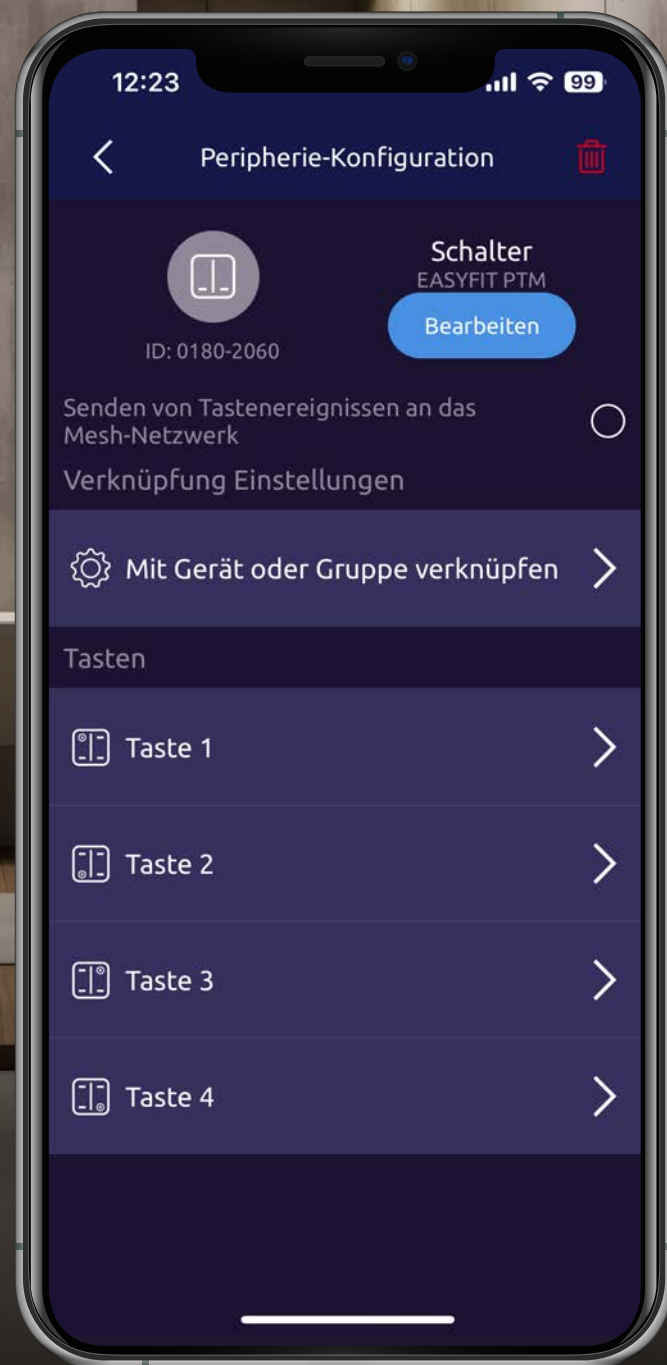 12:23
99
Peripherie-Konfiguration
Schalter
EASYFIT PTM
Bearbeiten
ID: 0180-2060
Senden von Tastenereignissen an das
Mesh-Netzwerk
Verknüpfung Einstellungen
Mit Gerät oder Gruppe verknüpfen
Tasten
Taste 1
Taste 2
Taste 3
Taste 4